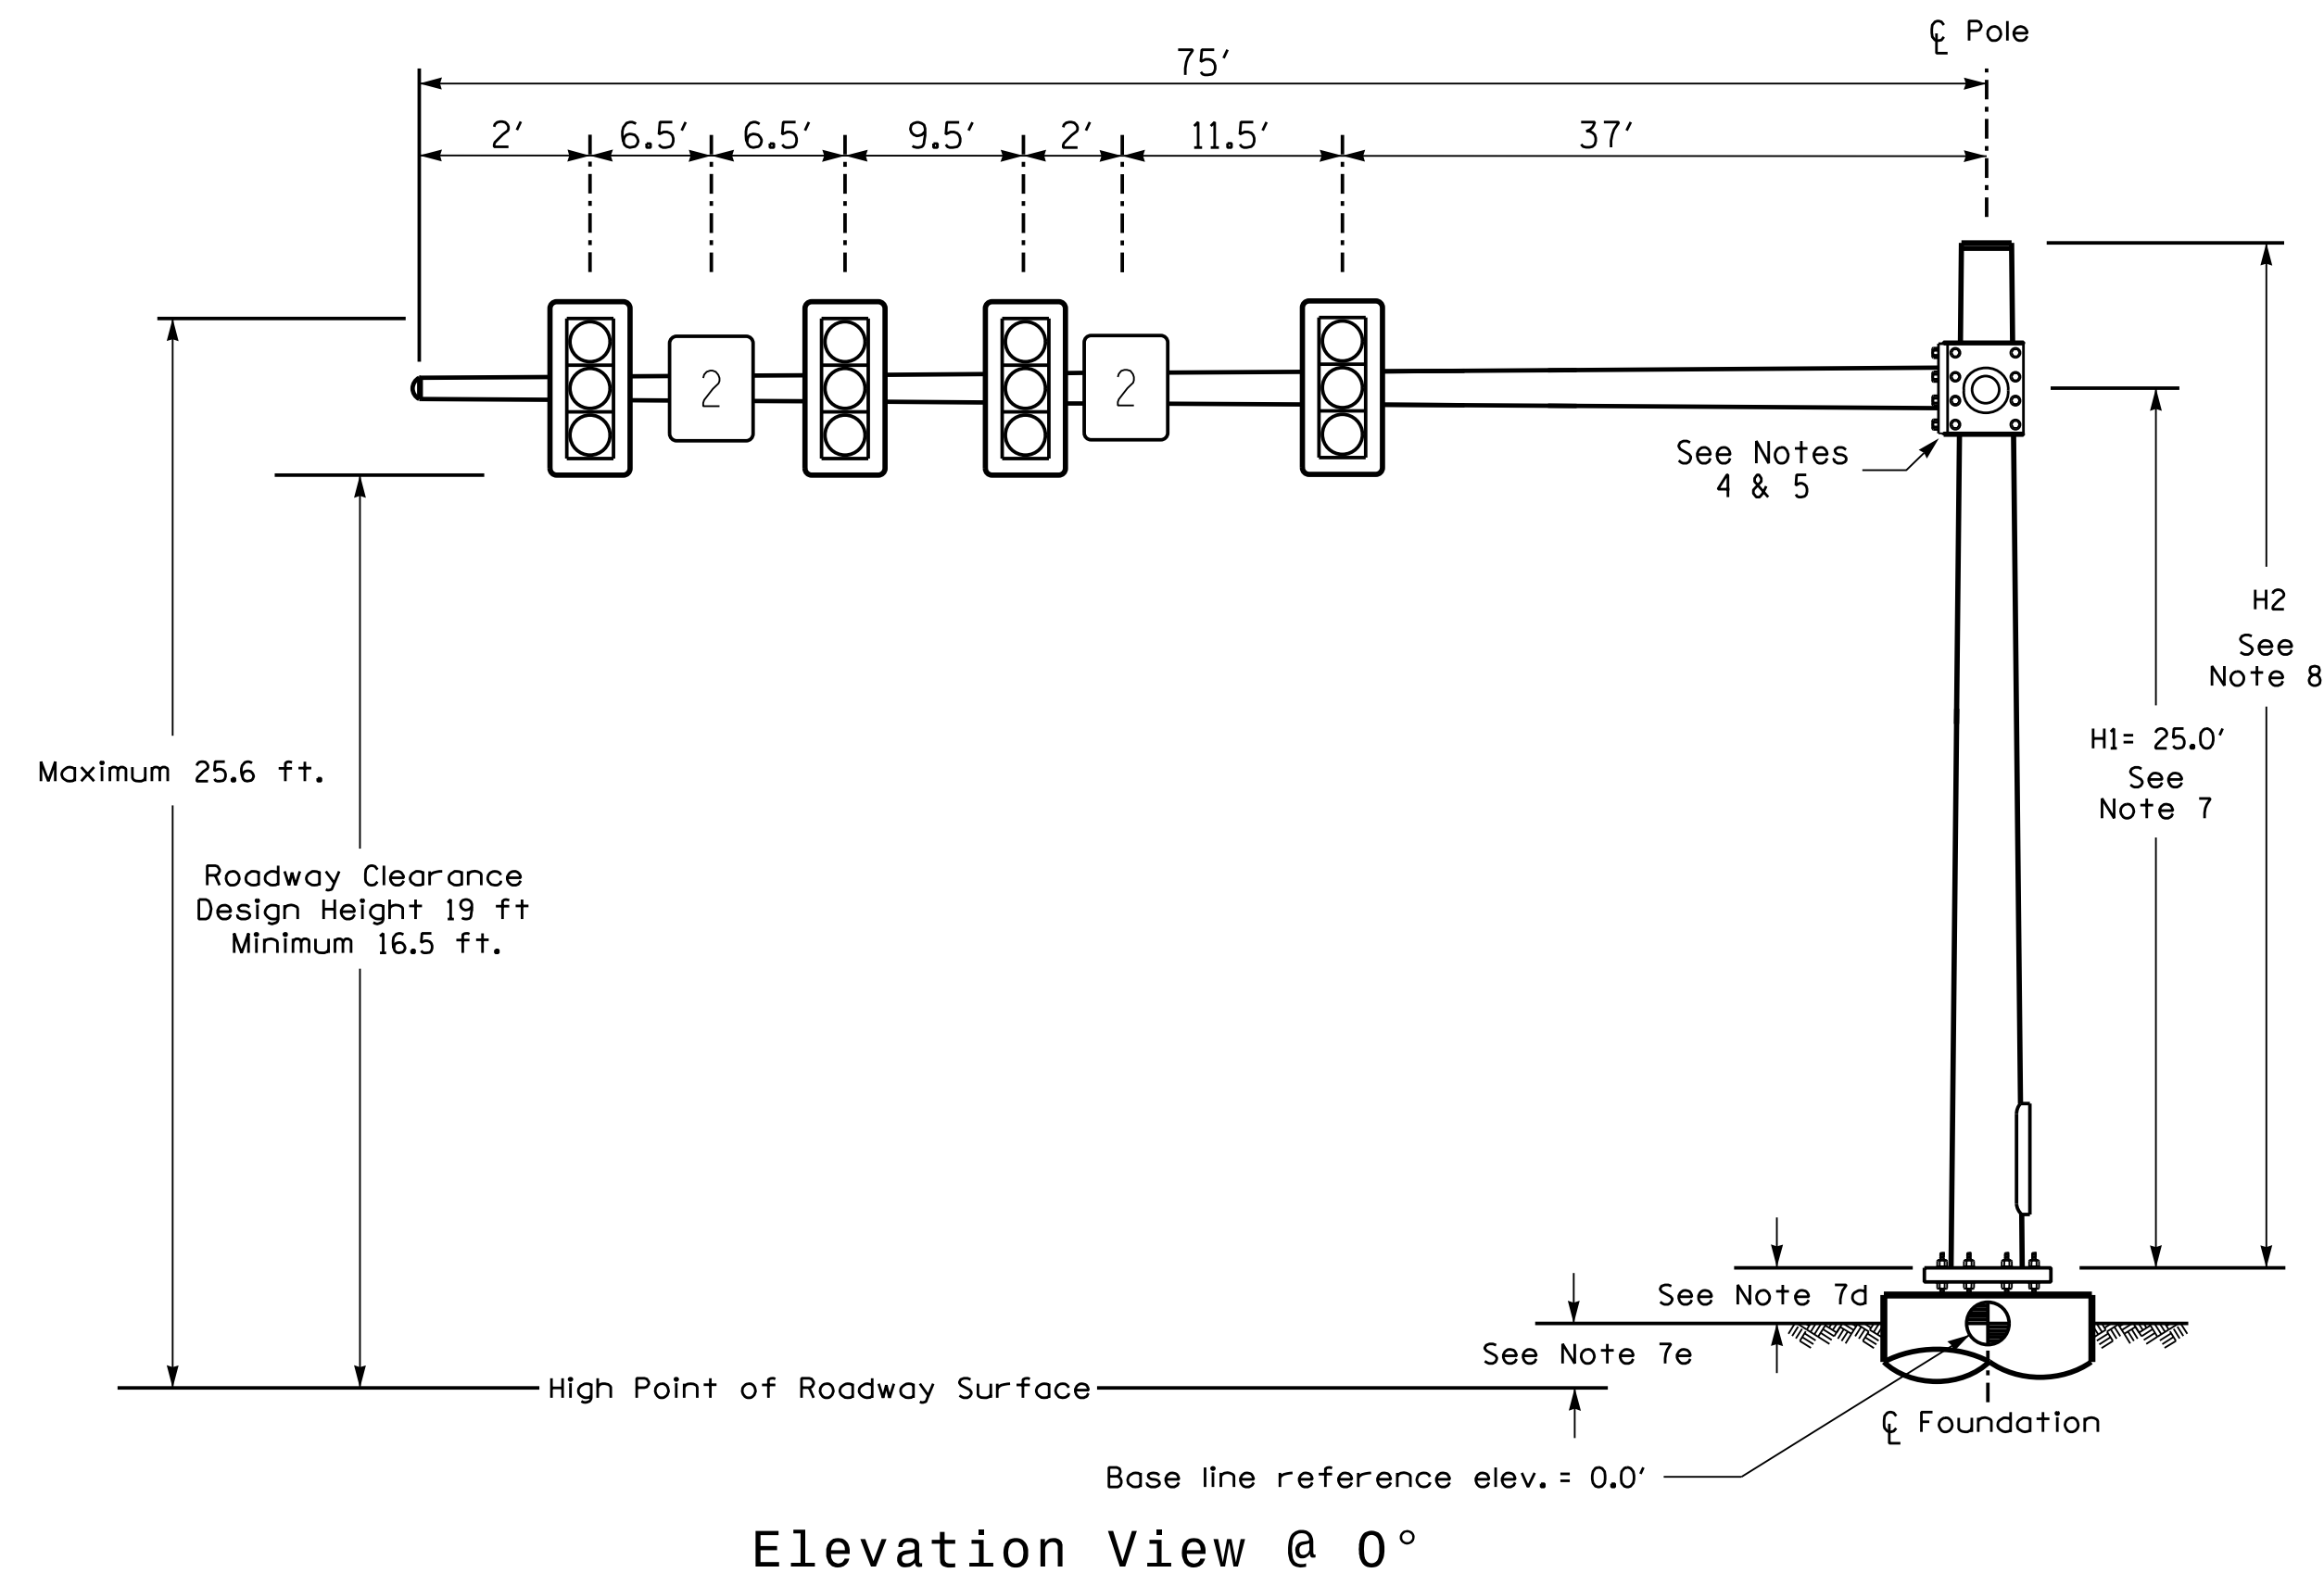 ℄ Pole
75'
2' 6.5' 6.5' 9.5' 2' 11.5' 37'
2
2
See Notes
4 & 5
H2
See
Note 8
H1= 25.0'
See
Note 7
Maximum 25.6 ft.
Roadway Clearance
Design Height 19 ft
Minimum 16.5 ft.
See Note 7d
See Note 7e
High Point of Roadway Surface
℄ Foundation
Base line reference elev.= 0.0'
Elevation View @ 0°